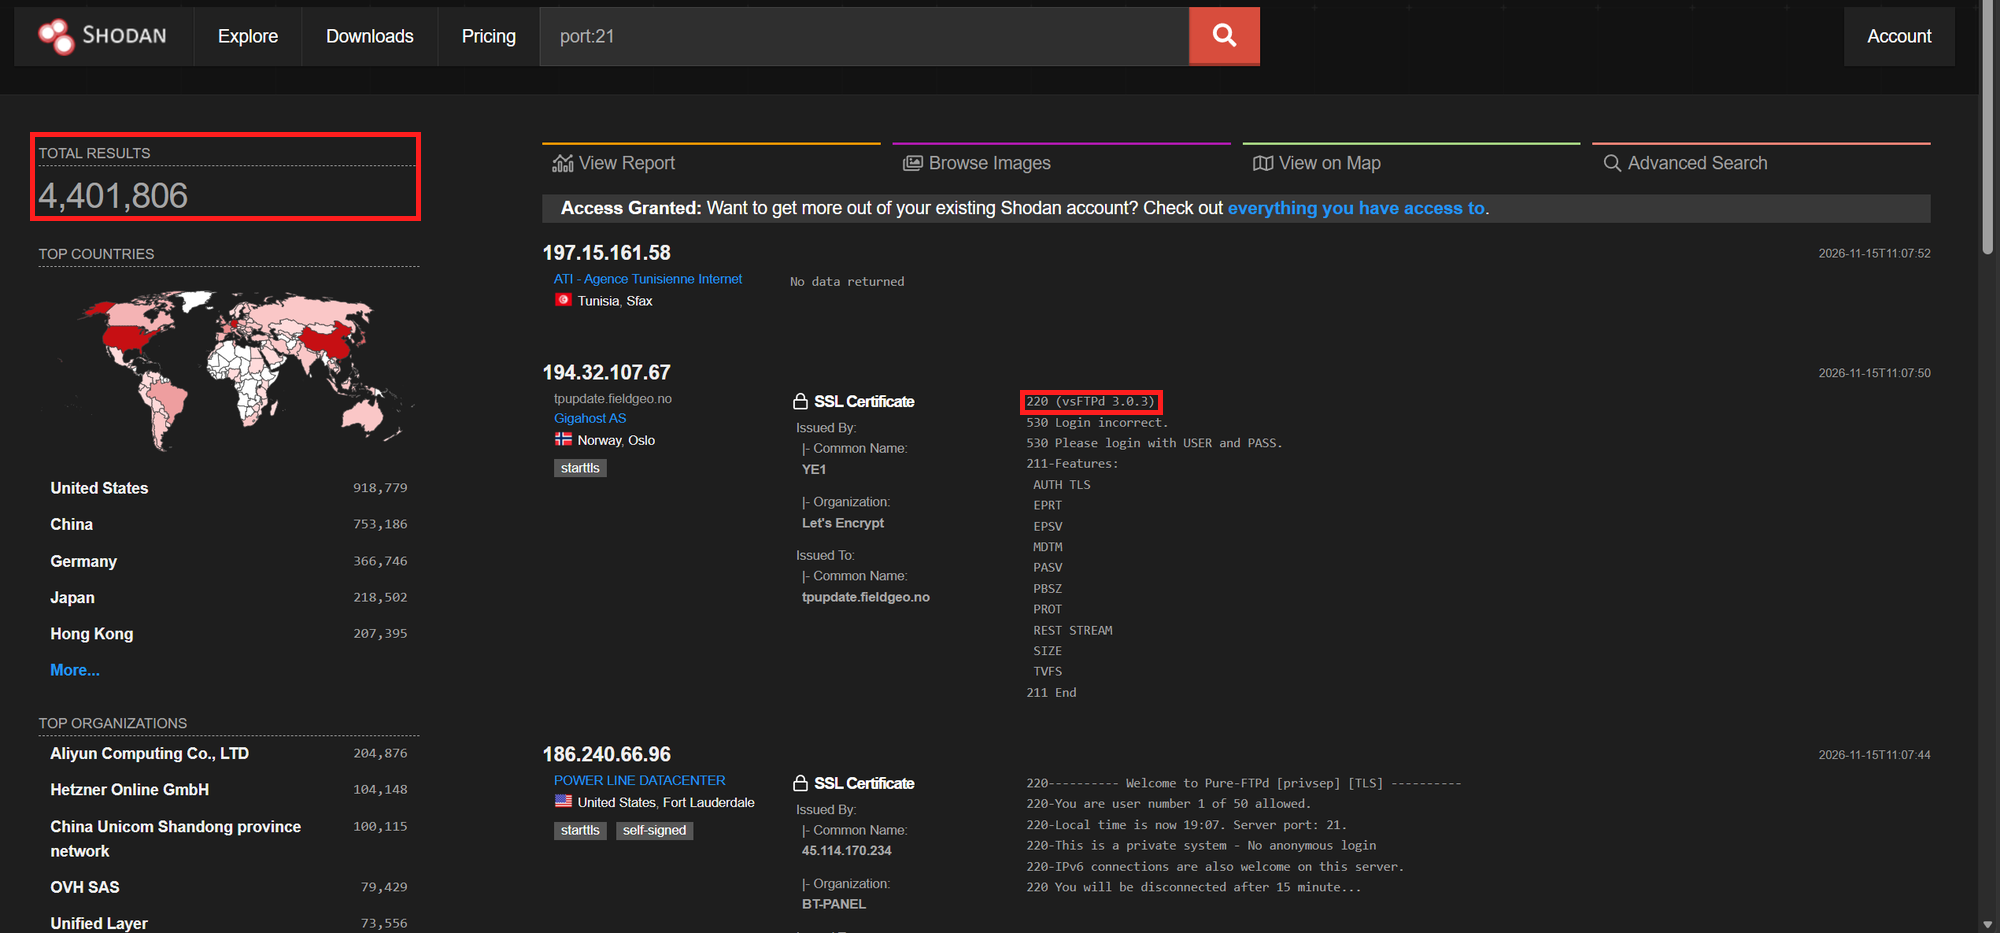 SHODAN
Explore
Downloads
Pricing
port:21
Account
TOTAL RESULTS
4,401,806
TOP COUNTRIES
United States 918,779
China 753,186
Germany 366,746
Japan 218,502
Hong Kong 207,395
More...
TOP ORGANIZATIONS
Aliyun Computing Co., LTD 204,876
Hetzner Online GmbH 104,148
China Unicom Shandong province network 100,115
OVH SAS 79,429
Unified Layer 73,556
View Report
Browse Images
View on Map
Advanced Search
Access Granted: Want to get more out of your existing Shodan account? Check out everything you have access to.
197.15.161.58
2026-11-15T11:07:52
ATI - Agence Tunisienne Internet
Tunisia, Sfax
No data returned
194.32.107.67
2026-11-15T11:07:50
tpupdate.fieldgeo.no
Gigahost AS
Norway, Oslo
starttls
SSL Certificate
Issued By:
|- Common Name:
YE1
|- Organization:
Let's Encrypt
Issued To:
|- Common Name:
tpupdate.fieldgeo.no
220 (vsFTPd 3.0.3)
530 Login incorrect.
530 Please login with USER and PASS.
211-Features:
AUTH TLS
EPRT
EPSV
MDTM
PASV
PBSZ
PROT
REST STREAM
SIZE
TVFS
211 End
186.240.66.96
2026-11-15T11:07:44
POWER LINE DATACENTER
United States, Fort Lauderdale
starttls
self-signed
SSL Certificate
Issued By:
|- Common Name:
45.114.170.234
|- Organization:
BT-PANEL
220---------- Welcome to Pure-FTPd [privsep] [TLS] ----------
220-You are user number 1 of 50 allowed.
220-Local time is now 19:07. Server port: 21.
220-This is a private system - No anonymous login
220-IPv6 connections are also welcome on this server.
220 You will be disconnected after 15 minute...